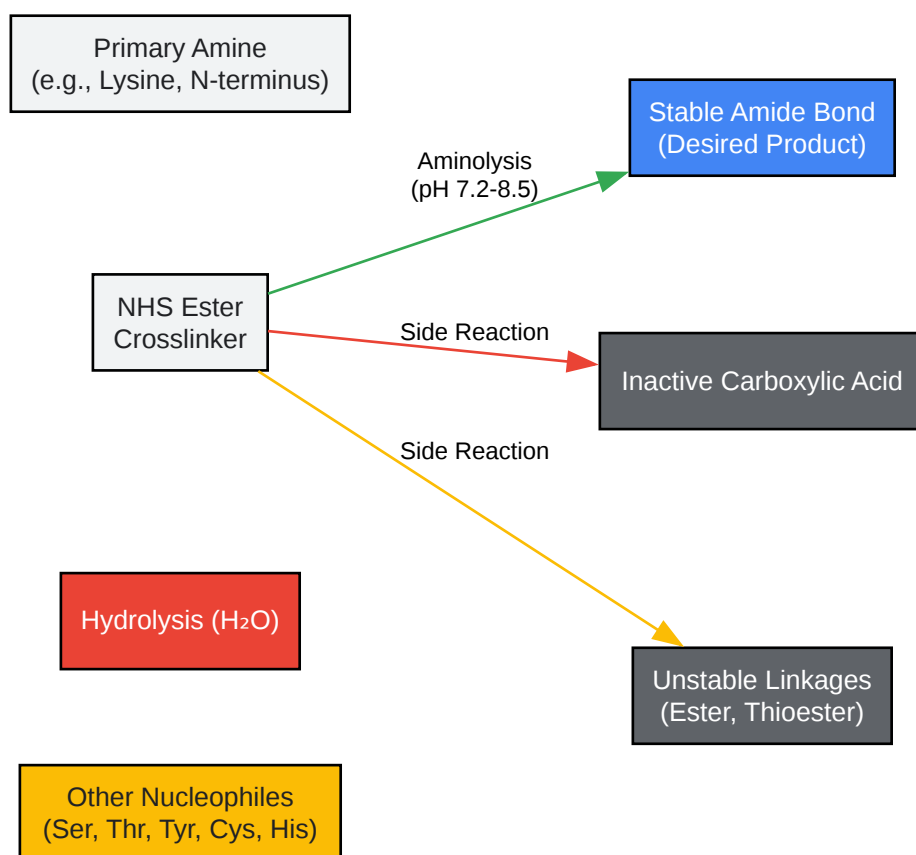 Primary Amine
(e.g., Lysine, N-terminus)
Stable Amide Bond
(Desired Product)
Aminolysis
(pH 7.2-8.5)
NHS Ester
Crosslinker
Side Reaction
Inactive Carboxylic Acid
Side Reaction
Hydrolysis (H₂O)
Unstable Linkages
(Ester, Thioester)
Other Nucleophiles
(Ser, Thr, Tyr, Cys, His)